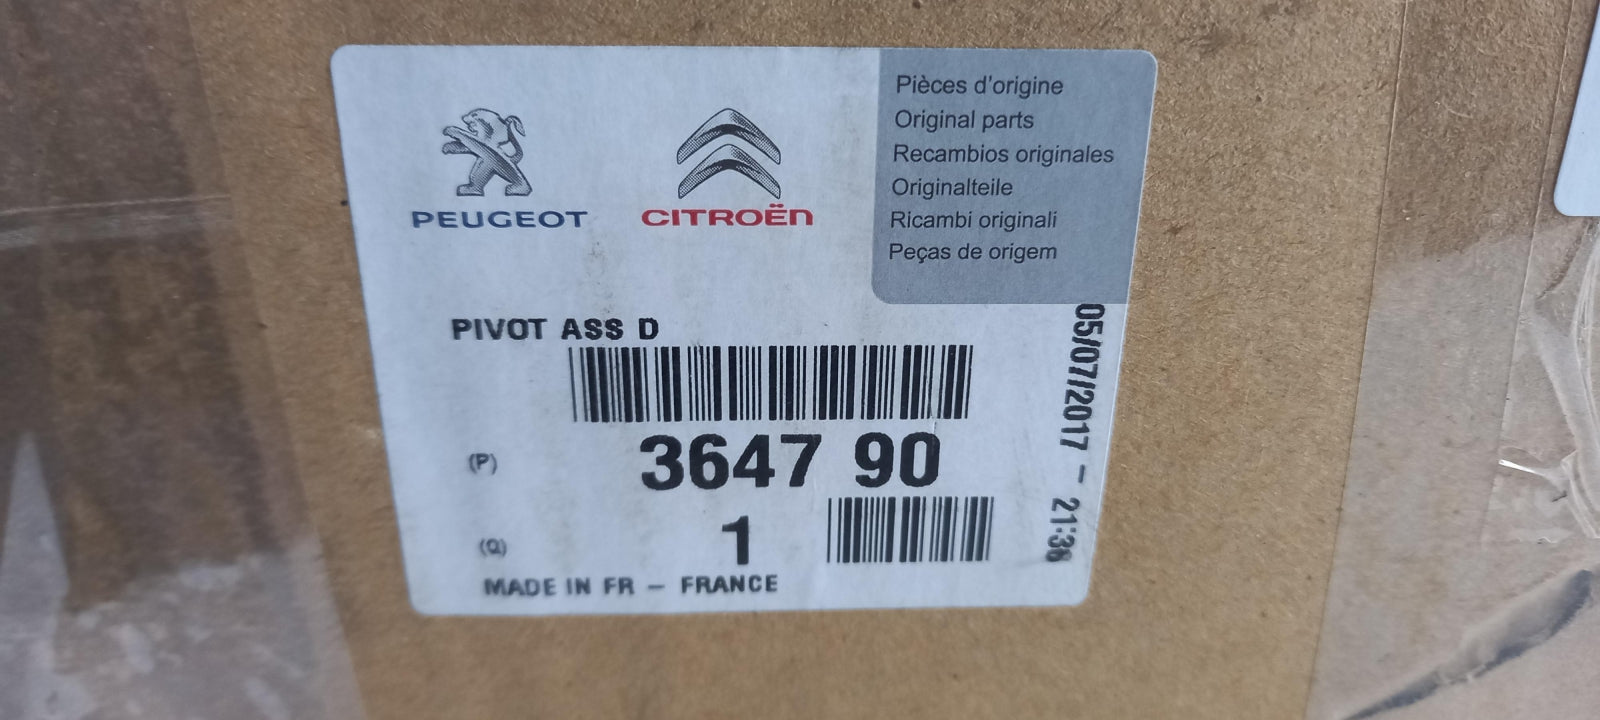 PEUGEOT
CITROËN
Pièces d'origine
Original parts
Recambios originales
Originalteile
Ricambi originali
Peças de origem
PIVOT ASS D
(P) 3647 90
(Q) 1
MADE IN FR - FRANCE
05/07/2017 - 21:36